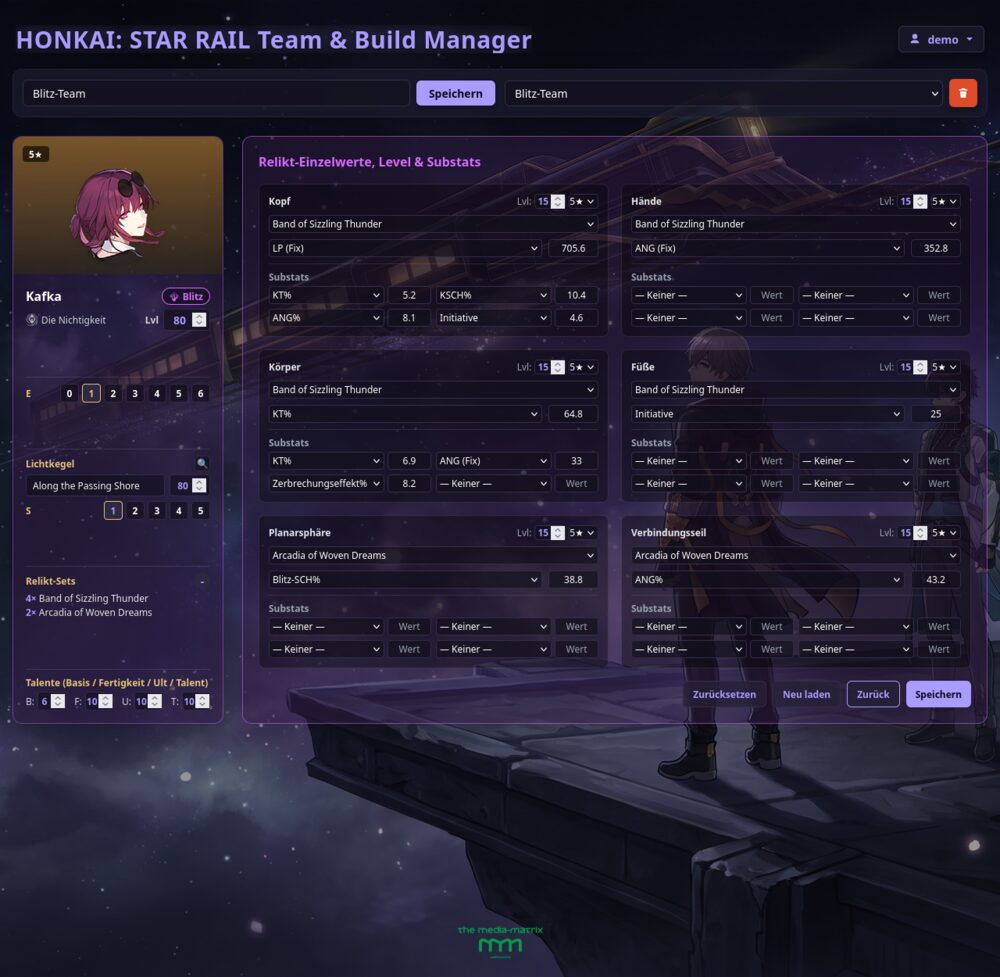 HONKAI: STAR RAIL Team & Build Manager
demo
Blitz-Team
Speichern
Blitz-Team
5★
Kafka
Blitz
Die Nichtigkeit
Lvl 80
E 0 1 2 3 4 5 6
Lichtkegel
Along the Passing Shore 80
S 1 2 3 4 5
Relikt-Sets -
4× Band of Sizzling Thunder
2× Arcadia of Woven Dreams
Talente (Basis / Fertigkeit / Ult / Talent)
B: 6 F: 10 U: 10 T: 10
Relikt-Einzelwerte, Level & Substats
Kopf Lvl: 15 5★
Band of Sizzling Thunder
LP (Fix) 705.6
Substats
KT% 5.2 KSCH% 10.4
ANG% 8.1 Initiative 4.6
Hände Lvl: 15 5★
Band of Sizzling Thunder
ANG (Fix) 352.8
Substats
— Keiner — Wert — Keiner — Wert
— Keiner — Wert — Keiner — Wert
Körper Lvl: 15 5★
Band of Sizzling Thunder
KT% 64.8
Substats
KT% 6.9 ANG (Fix) 33
Zerbrechungseffekt% 8.2 — Keiner — Wert
Füße Lvl: 15 5★
Band of Sizzling Thunder
Initiative 25
Substats
— Keiner — Wert — Keiner — Wert
— Keiner — Wert — Keiner — Wert
Planarsphäre Lvl: 15 5★
Arcadia of Woven Dreams
Blitz-SCH% 38.8
Substats
— Keiner — Wert — Keiner — Wert
— Keiner — Wert — Keiner — Wert
Verbindungsseil Lvl: 15 5★
Arcadia of Woven Dreams
ANG% 43.2
Substats
— Keiner — Wert — Keiner — Wert
— Keiner — Wert — Keiner — Wert
Zurücksetzen Neu laden Zurück Speichern
the media-matrix